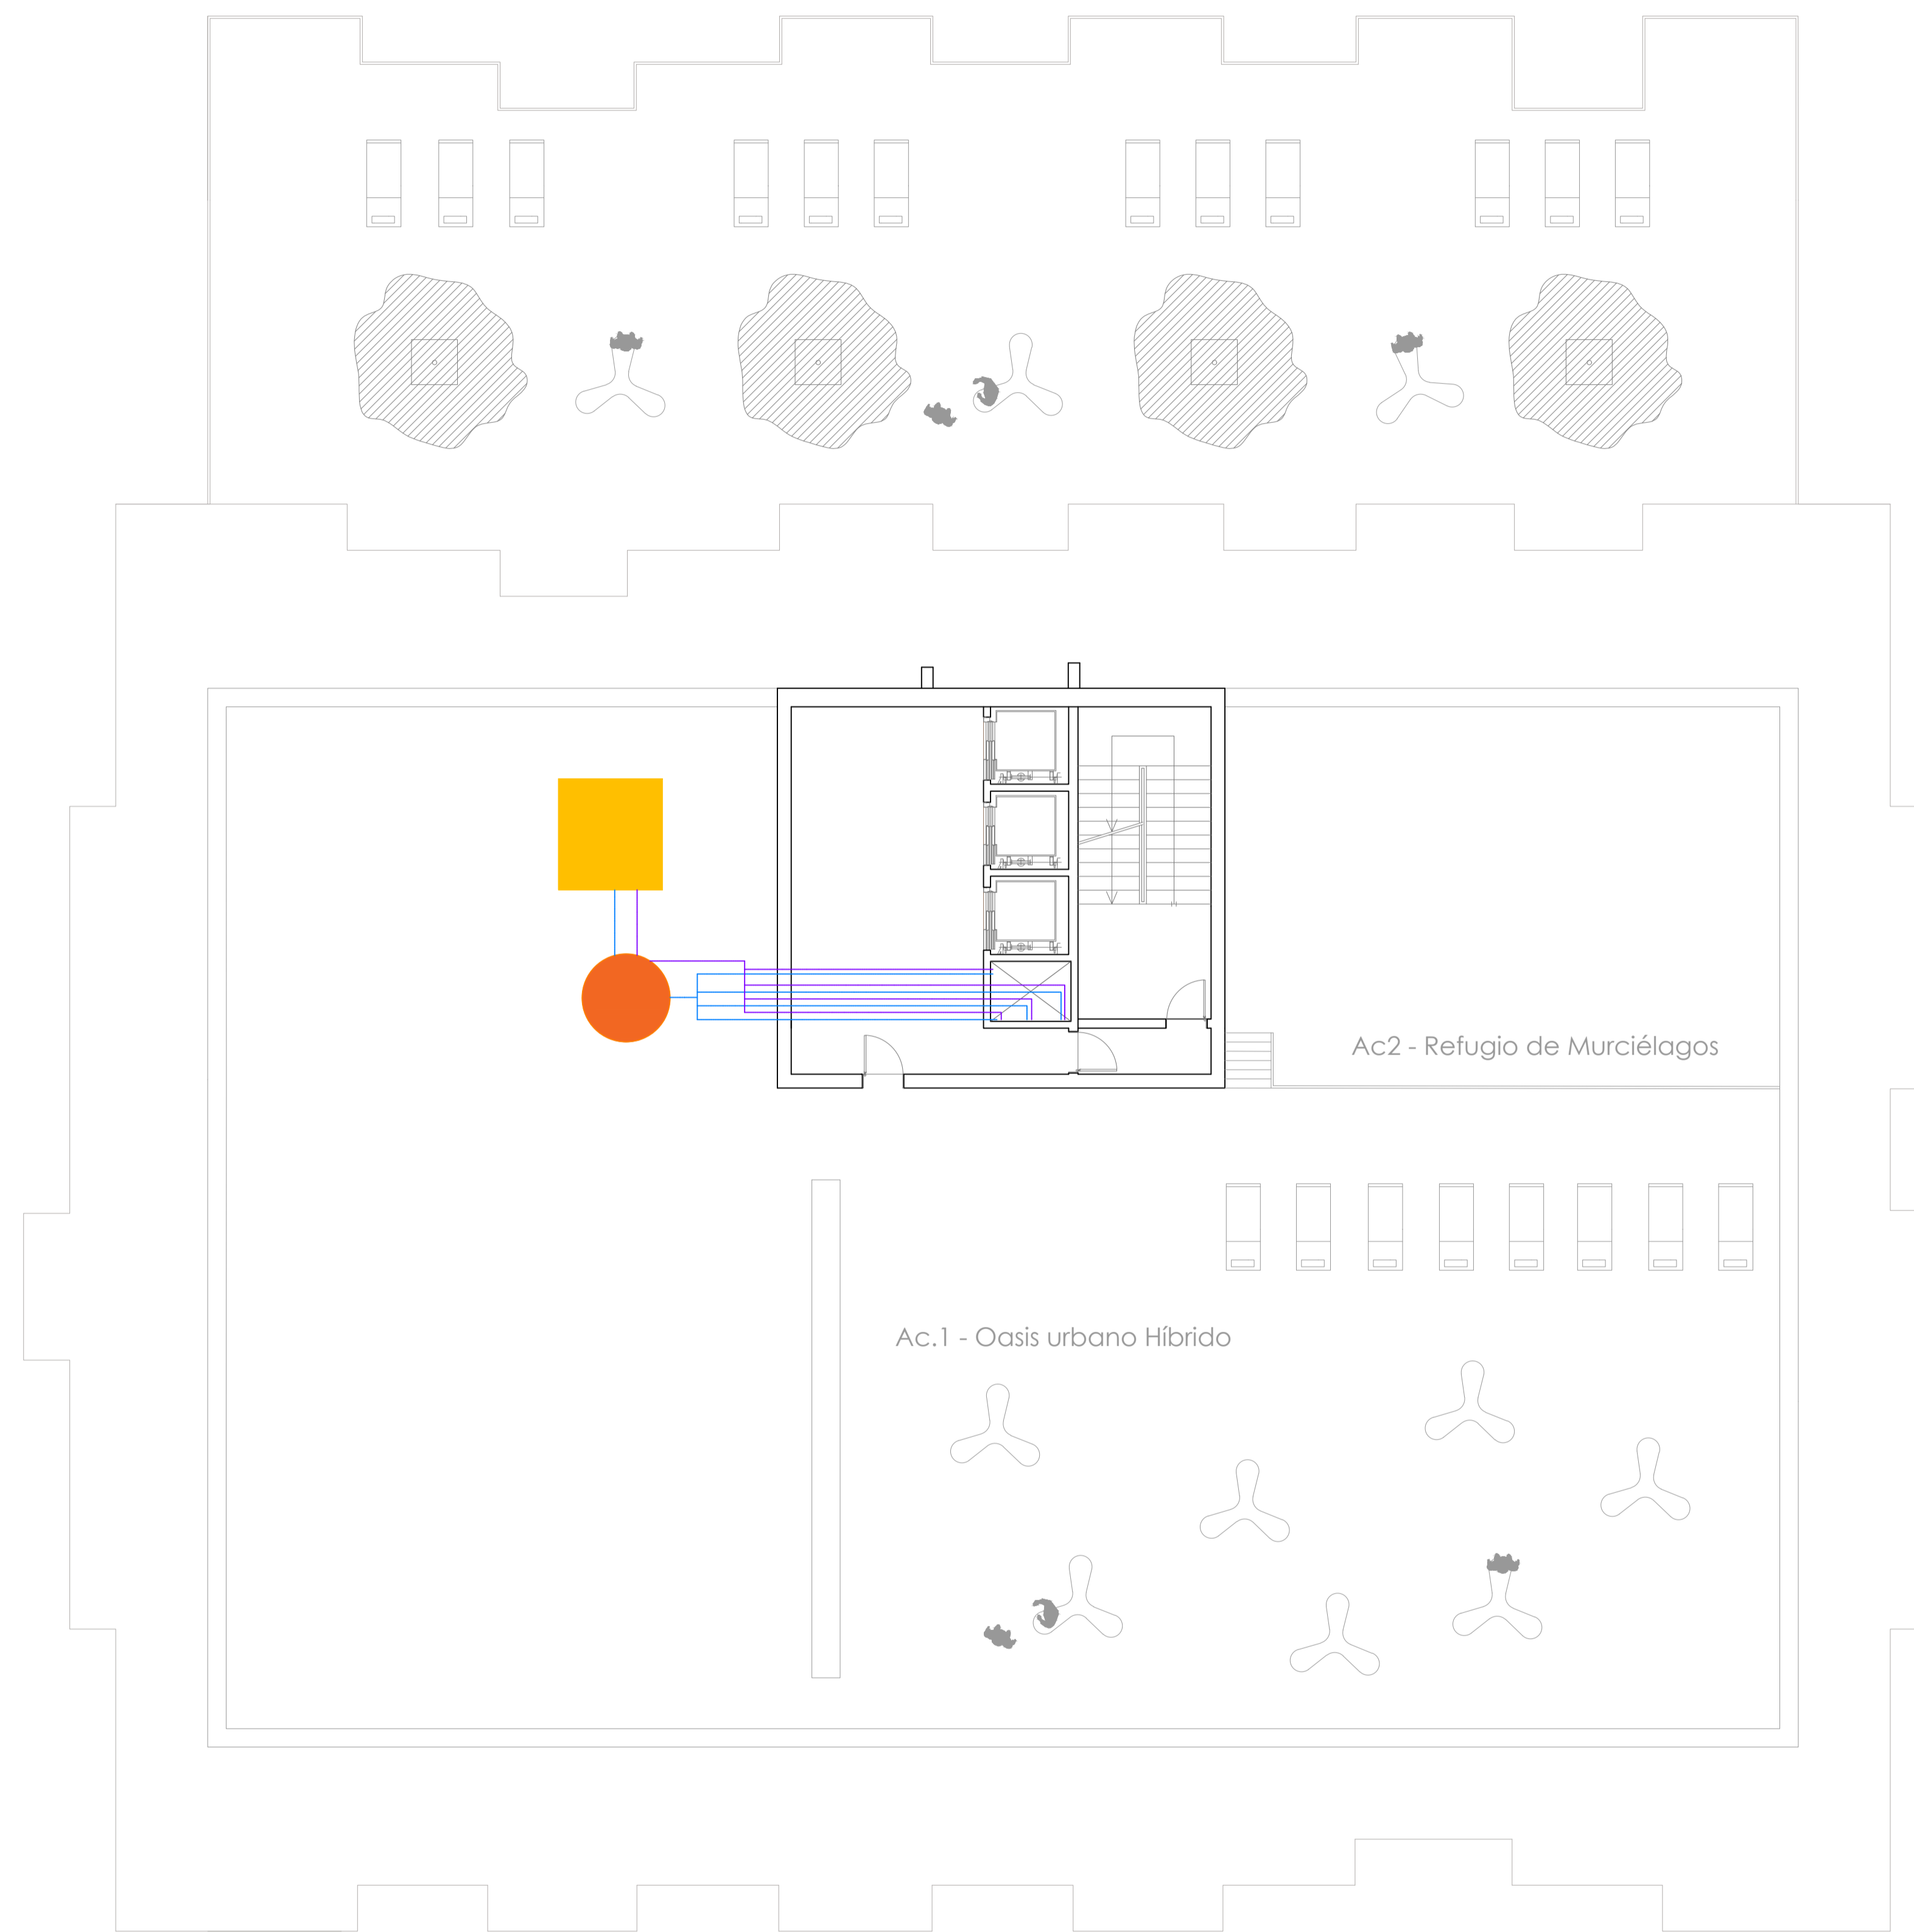 Ac2 - Refugio de Murciélagos
Ac.1 - Oasis urbano Híbrido